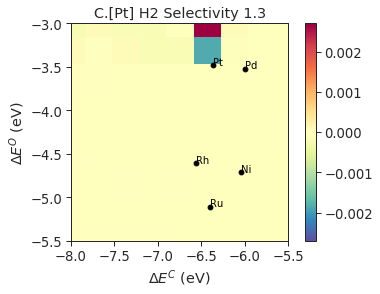 C.[Pt] H2 Selectivity 1.3
−3.0
−3.5
−4.0
−4.5
−5.0
−5.5
ΔE^O (eV)
Pt
Pd
Rh
Ni
Ru
−8.0 −7.5 −7.0 −6.5 −6.0 −5.5
ΔE^C (eV)
0.002
0.001
0.000
−0.001
−0.002